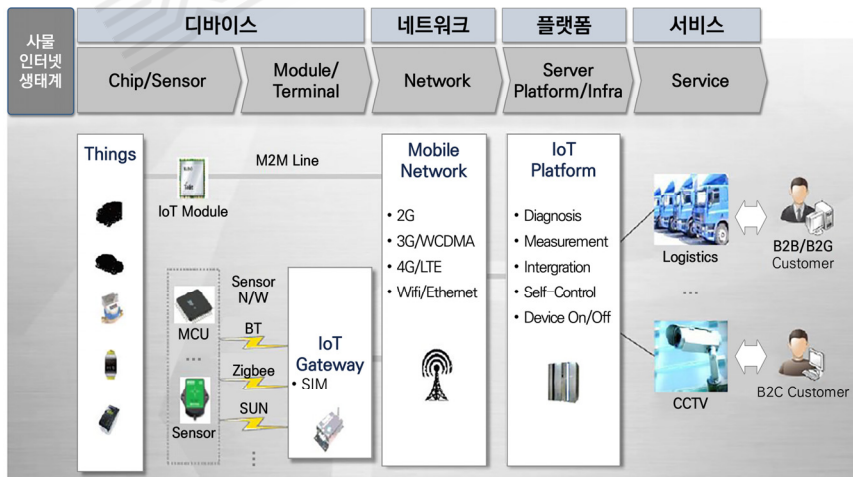 사물
인터넷
생태계
디바이스
네트워크
플랫폼
서비스
Chip/Sensor
Module/
Terminal
Network
Server
Platform/Infra
Service
Things
M2M Line
IoT Module
MCU
...
Sensor
Sensor
N/W
BT
Zigbee
SUN
IoT
Gateway
• SIM
Mobile
Network
• 2G
• 3G/WCDMA
• 4G/LTE
• Wifi/Ethernet
IoT
Platform
• Diagnosis
• Measurement
• Intergration
• Self-Control
• Device On/Off
Logistics
...
CCTV
B2B/B2G
Customer
B2C Customer